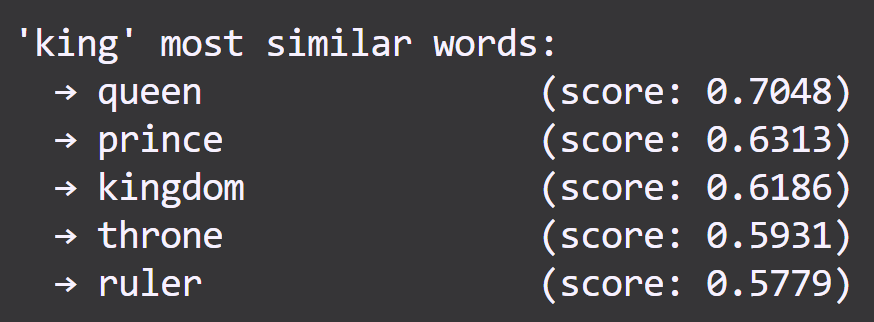 'king' most similar words:
→ queen (score: 0.7048)
→ prince (score: 0.6313)
→ kingdom (score: 0.6186)
→ throne (score: 0.5931)
→ ruler (score: 0.5779)